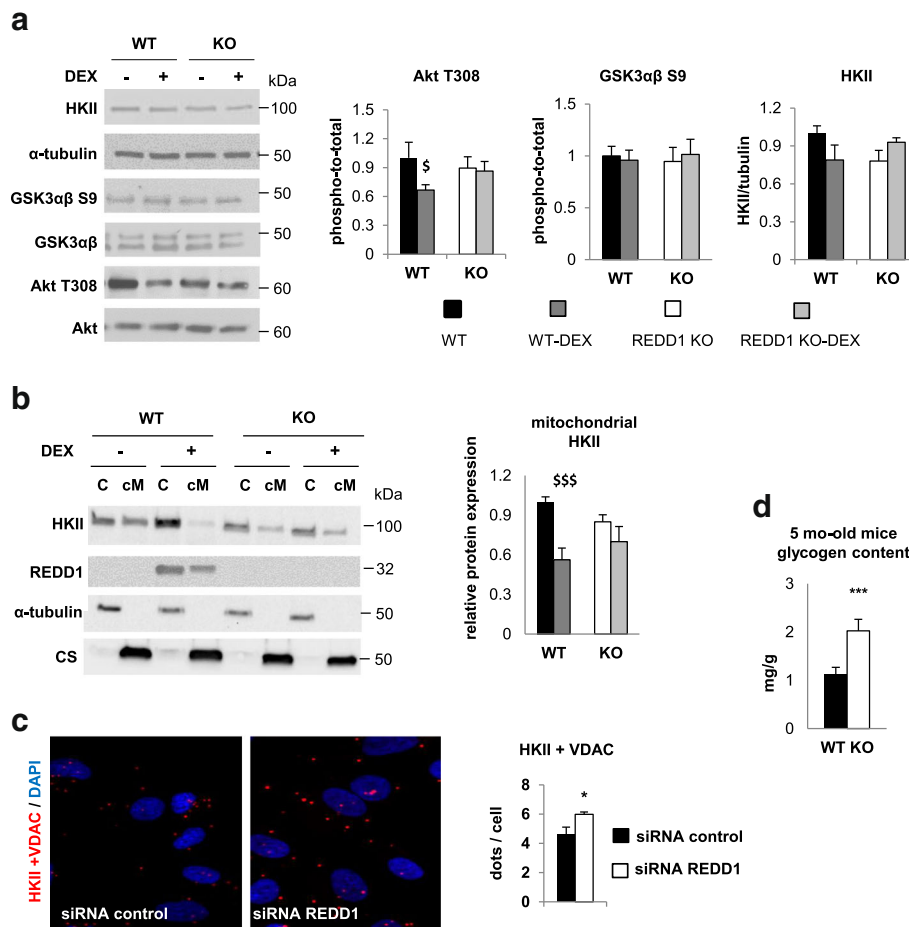 a
WT KO
DEX - + - + kDa
HKII 100
α-tubulin 50
GSK3αβ S9 50
GSK3αβ 50
Akt T308 60
Akt 60
Akt T308
phospho-to-total
1.5
1.2
0.9
0.6
0.3
0
$
WT KO
GSK3αβ S9
phospho-to-total
1.5
1
0.5
0
WT KO
HKII
HKII/tubulin
1.2
0.9
0.6
0.3
0
WT KO
WT WT-DEX REDD1 KO REDD1 KO-DEX
b
WT KO
DEX - + - +
C cM C cM C cM C cM kDa
HKII 100
REDD1 32
α-tubulin 50
CS 50
mitochondrial
HKII
relative protein expression
1.2
0.9
0.6
0.3
0
$$$
WT KO
d
5 mo-old mice
glycogen content
mg/g
3
2
1
0
***
WT KO
c
HKII +VDAC / DAPI
siRNA control
siRNA REDD1
HKII + VDAC
dots / cell
8
6
4
2
0
*
siRNA control
siRNA REDD1